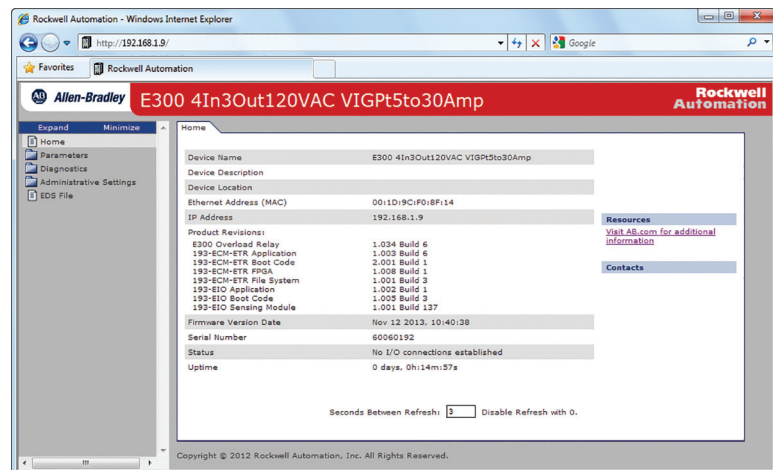 Rockwell Automation - Windows Internet Explorer
http://192.168.1.9/
Google
Favorites
Rockwell Automation
AB Allen-Bradley
E300 4In3Out120VAC VIGPt5to30Amp
Rockwell
Automation
Expand Minimize
Home
Parameters
Diagnostics
Administrative Settings
EDS File
Home
Device Name E300 4In3Out120VAC VIGPt5to30Amp
Device Description
Device Location
Ethernet Address (MAC) 00:1D:9C:F0:8F:14
IP Address 192.168.1.9
Product Revisions:
E300 Overload Relay 1.034 Build 6
193-ECM-ETR Application 1.003 Build 6
193-ECM-ETR Boot Code 2.001 Build 1
193-ECM-ETR FPGA 1.008 Build 1
193-ECM-ETR File System 1.001 Build 3
193-EIO Application 1.002 Build 1
193-EIO Boot Code 1.005 Build 3
193-EIO Sensing Module 1.001 Build 137
Firmware Version Date Nov 12 2013, 10:40:38
Serial Number 60060192
Status No I/O connections established
Uptime 0 days, 0h:14m:57s
Seconds Between Refresh: 3 Disable Refresh with 0.
Resources
Visit AB.com for additional
information
Contacts
Copyright © 2012 Rockwell Automation, Inc. All Rights Reserved.